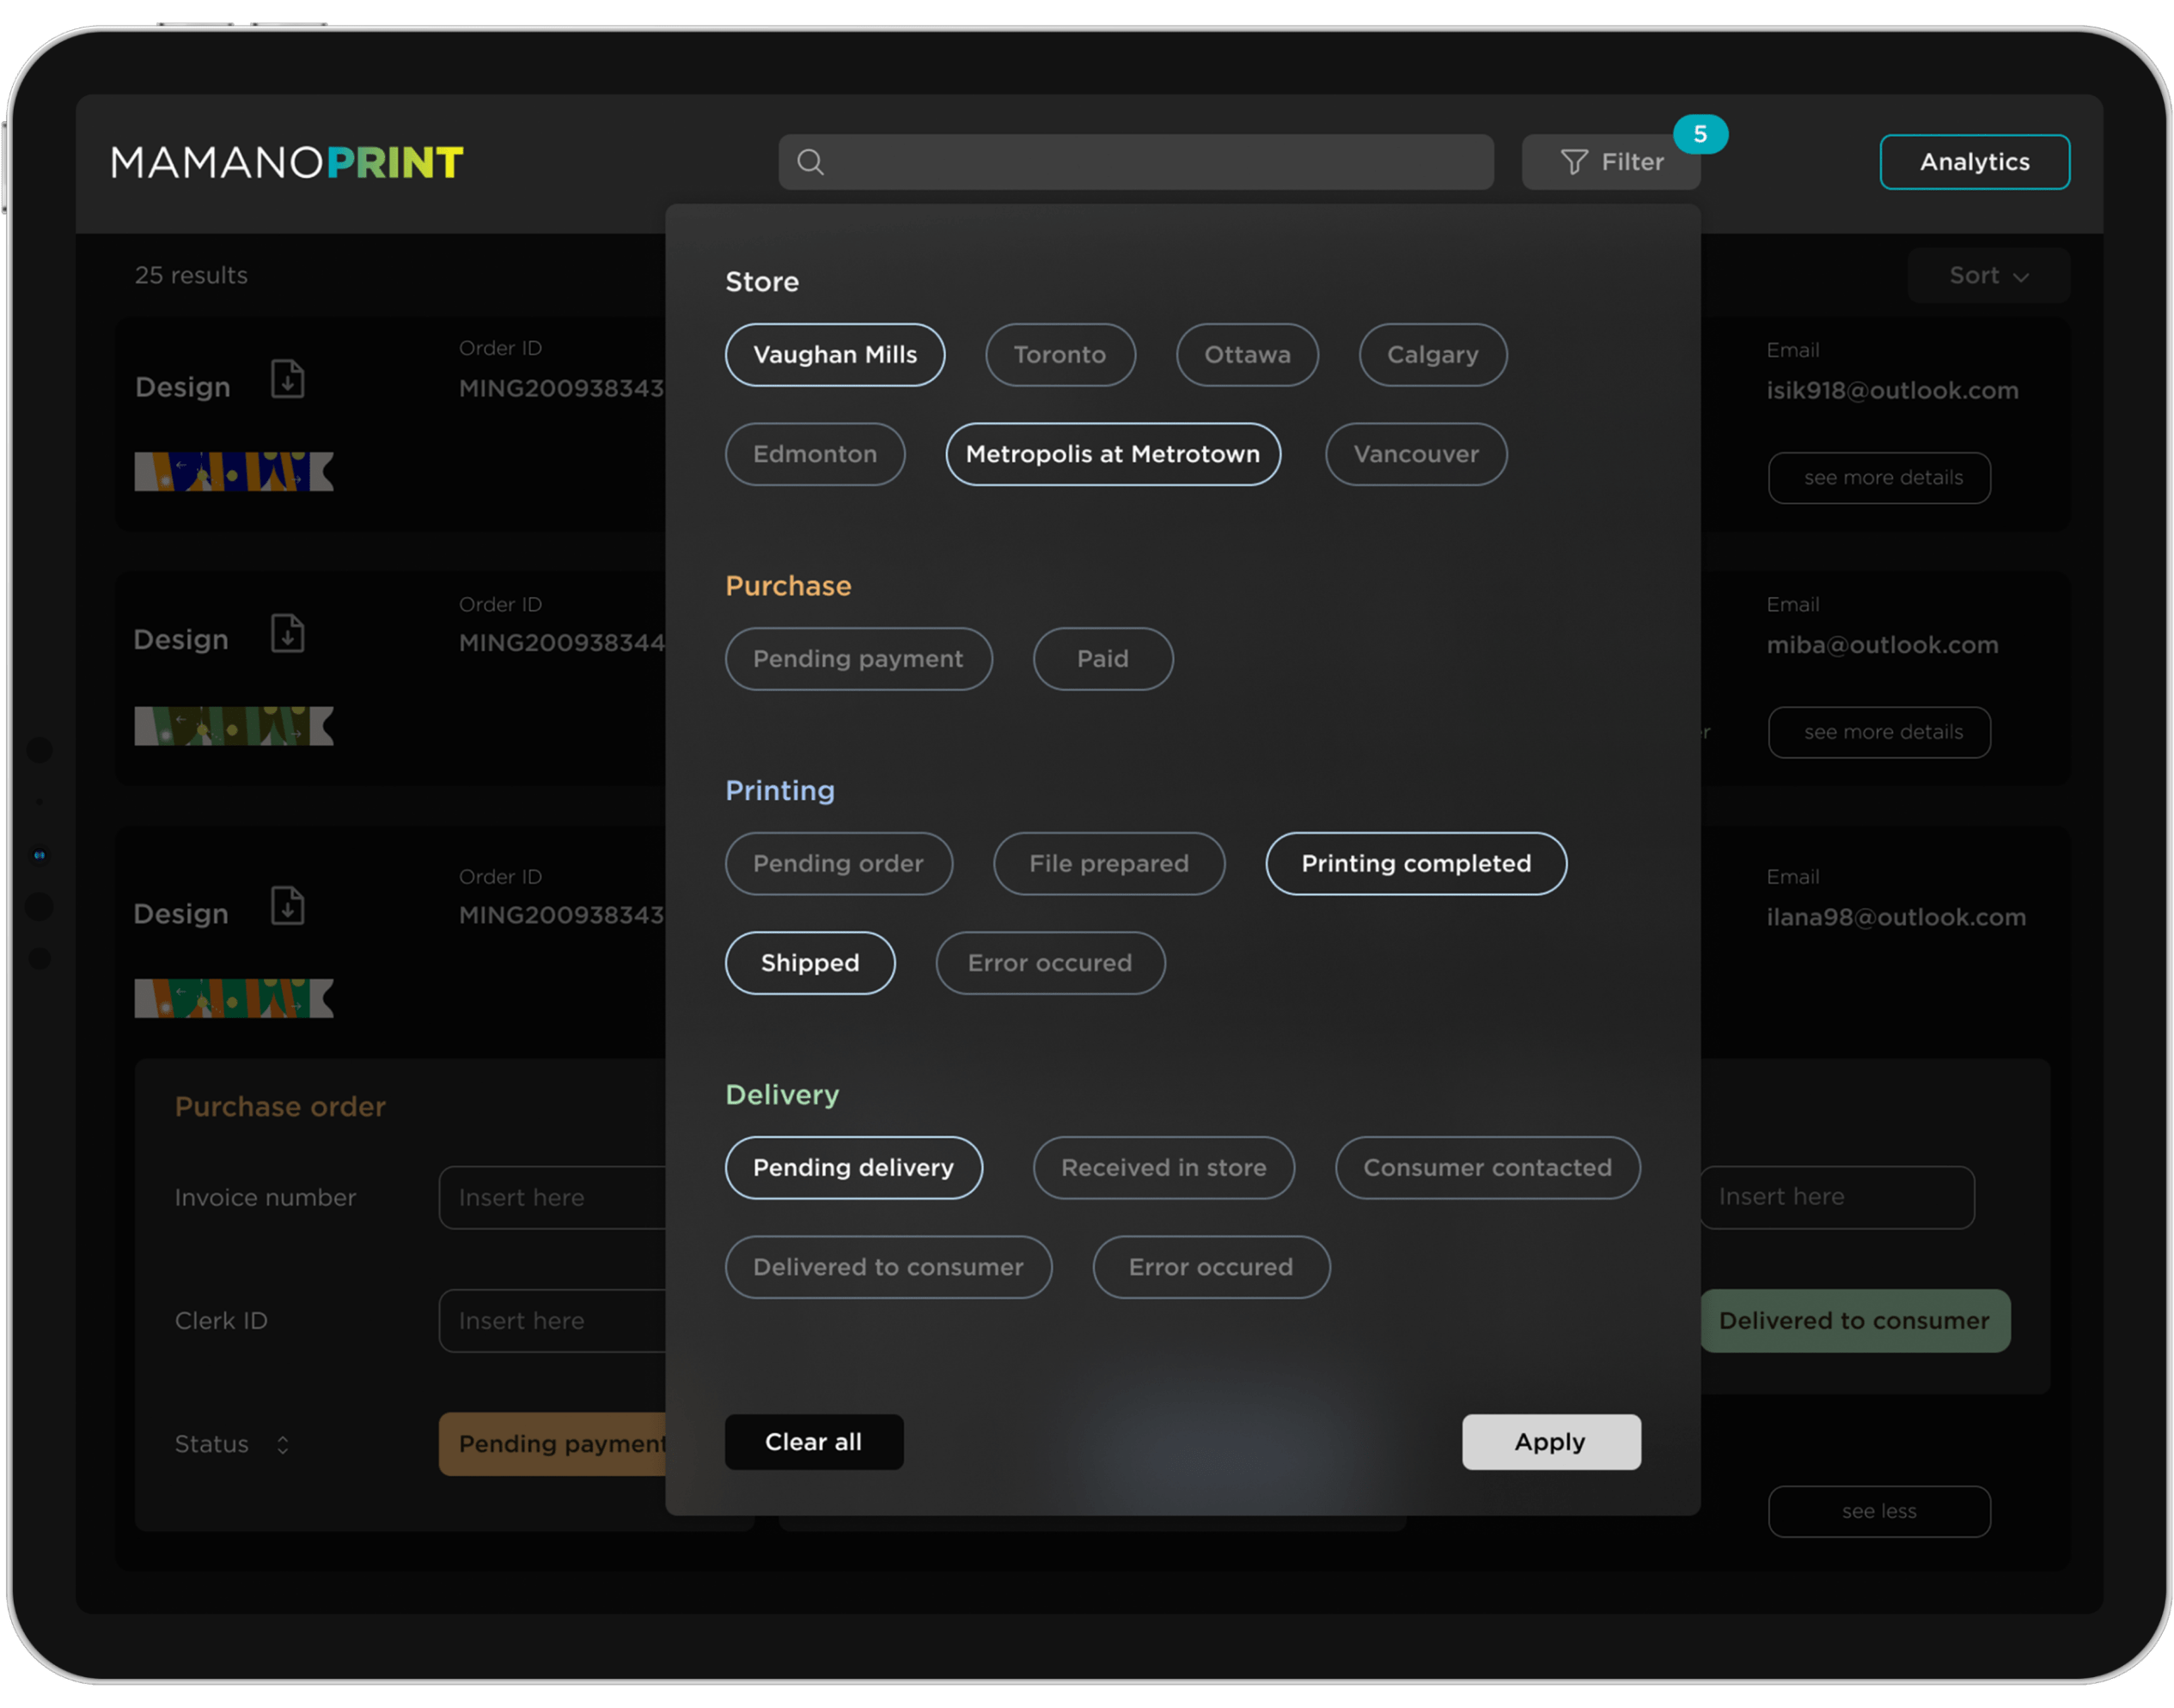 MAMANOPRINT
Filter
5
Analytics
25 results
Sort
Store
Vaughan Mills
Toronto
Ottawa
Calgary
Edmonton
Metropolis at Metrotown
Vancouver
Purchase
Pending payment
Paid
Printing
Pending order
File prepared
Printing completed
Shipped
Error occured
Delivery
Pending delivery
Received in store
Consumer contacted
Delivered to consumer
Error occured
Clear all
Apply
Design
Order ID
MING200938343
Email
isik918@outlook.com
see more details
Design
Order ID
MING200938344
Email
miba@outlook.com
see more details
Design
Order ID
MING200938343
Email
ilana98@outlook.com
Purchase order
Invoice number
Insert here
Clerk ID
Insert here
Status
Pending payment
Insert here
Delivered to consumer
see less